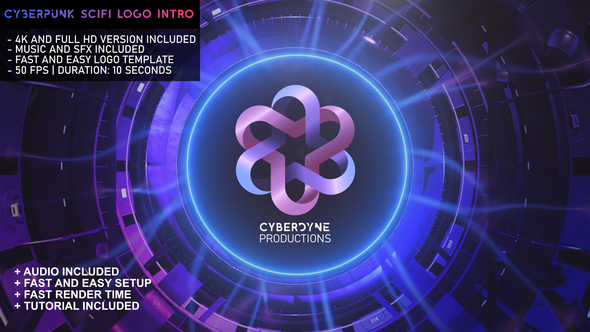 CYBERPUNK SCIFI LOGO INTRO
- 4K AND FULL HD VERSION INCLUDED
- MUSIC AND SFX INCLUDED
- FAST AND EASY LOGO TEMPLATE
- 50 FPS | DURATION: 10 SECONDS
CYBERDYNE
PRODUCTIONS
+ AUDIO INCLUDED
+ FAST AND EASY SETUP
+ FAST RENDER TIME
+ TUTORIAL INCLUDED